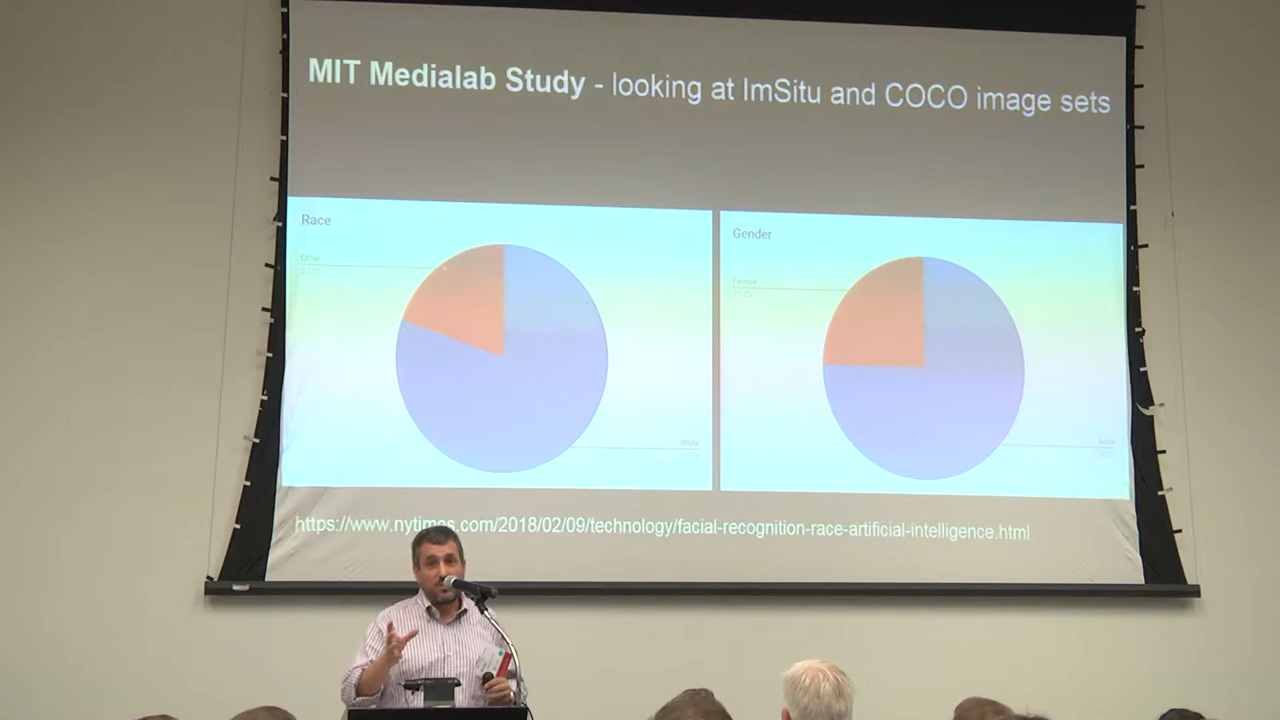 MIT Medialab Study - looking at ImSitu and COCO image sets
Race
Other
White
Gender
Female
Male
https://www.nytimes.com/2018/02/09/technology/facial-recognition-race-artificial-intelligence.html